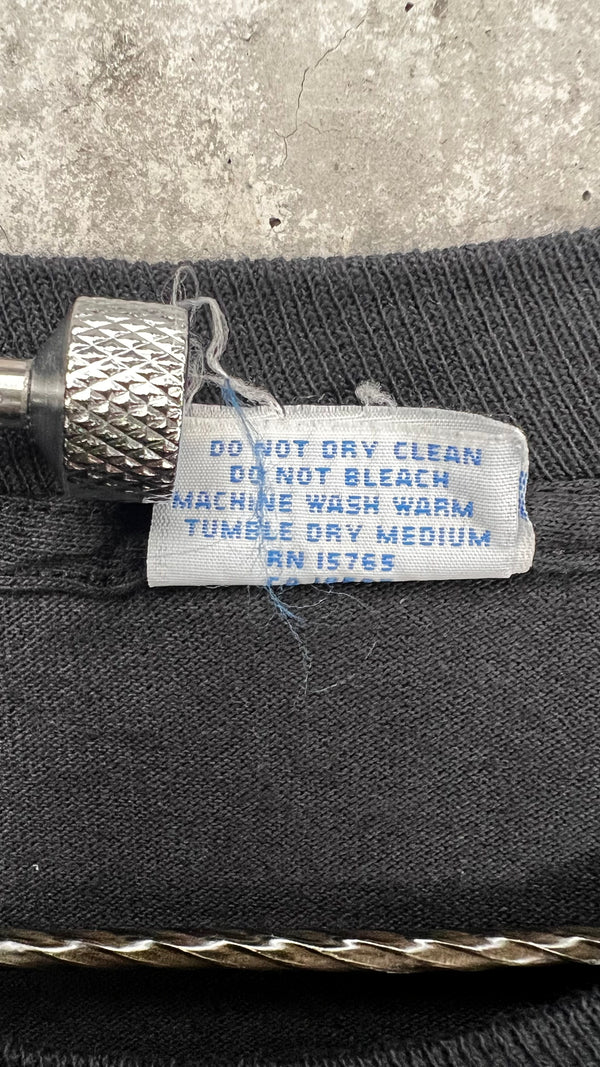 DO NOT DRY CLEAN
DO NOT BLEACH
MACHINE WASH WARM
TUMBLE DRY MEDIUM
RN 15765